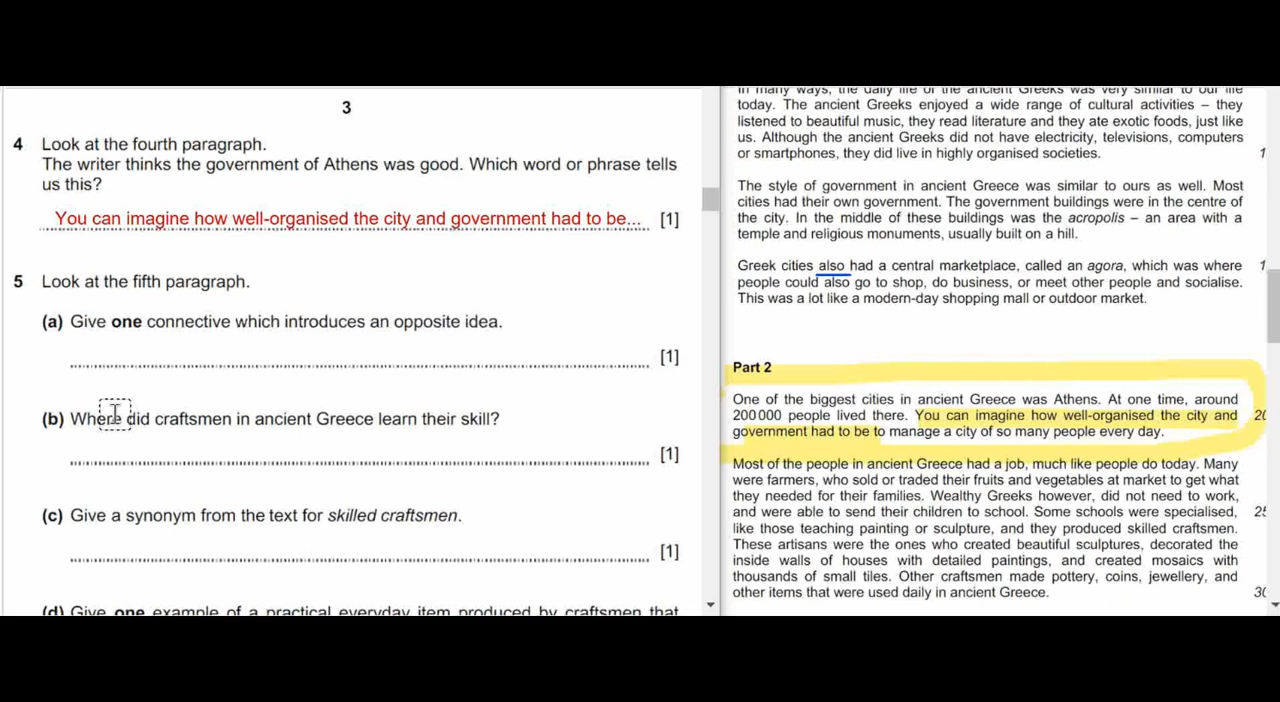 3
4 Look at the fourth paragraph.
The writer thinks the government of Athens was good. Which word or phrase tells
us this?
You can imagine how well-organised the city and government had to be... [1]
5 Look at the fifth paragraph.
(a) Give one connective which introduces an opposite idea.
[1]
(b) Where did craftsmen in ancient Greece learn their skill?
[1]
(c) Give a synonym from the text for skilled craftsmen.
[1]
(d) Give one example of a practical everyday item produced by craftsmen that
In many ways, the daily life of the ancient Greeks was very similar to our life
today. The ancient Greeks enjoyed a wide range of cultural activities – they
listened to beautiful music, they read literature and they ate exotic foods, just like
us. Although the ancient Greeks did not have electricity, televisions, computers
or smartphones, they did live in highly organised societies.
The style of government in ancient Greece was similar to ours as well. Most
cities had their own government. The government buildings were in the centre of
the city. In the middle of these buildings was the acropolis – an area with a
temple and religious monuments, usually built on a hill.
Greek cities also had a central marketplace, called an agora, which was where
people could also go to shop, do business, or meet other people and socialise.
This was a lot like a modern-day shopping mall or outdoor market.
Part 2
One of the biggest cities in ancient Greece was Athens. At one time, around
200 000 people lived there. You can imagine how well-organised the city and
government had to be to manage a city of so many people every day.
Most of the people in ancient Greece had a job, much like people do today. Many
were farmers, who sold or traded their fruits and vegetables at market to get what
they needed for their families. Wealthy Greeks however, did not need to work,
and were able to send their children to school. Some schools were specialised, 25
like those teaching painting or sculpture, and they produced skilled craftsmen.
These artisans were the ones who created beautiful sculptures, decorated the
inside walls of houses with detailed paintings, and created mosaics with
thousands of small tiles. Other craftsmen made pottery, coins, jewellery, and
other items that were used daily in ancient Greece.